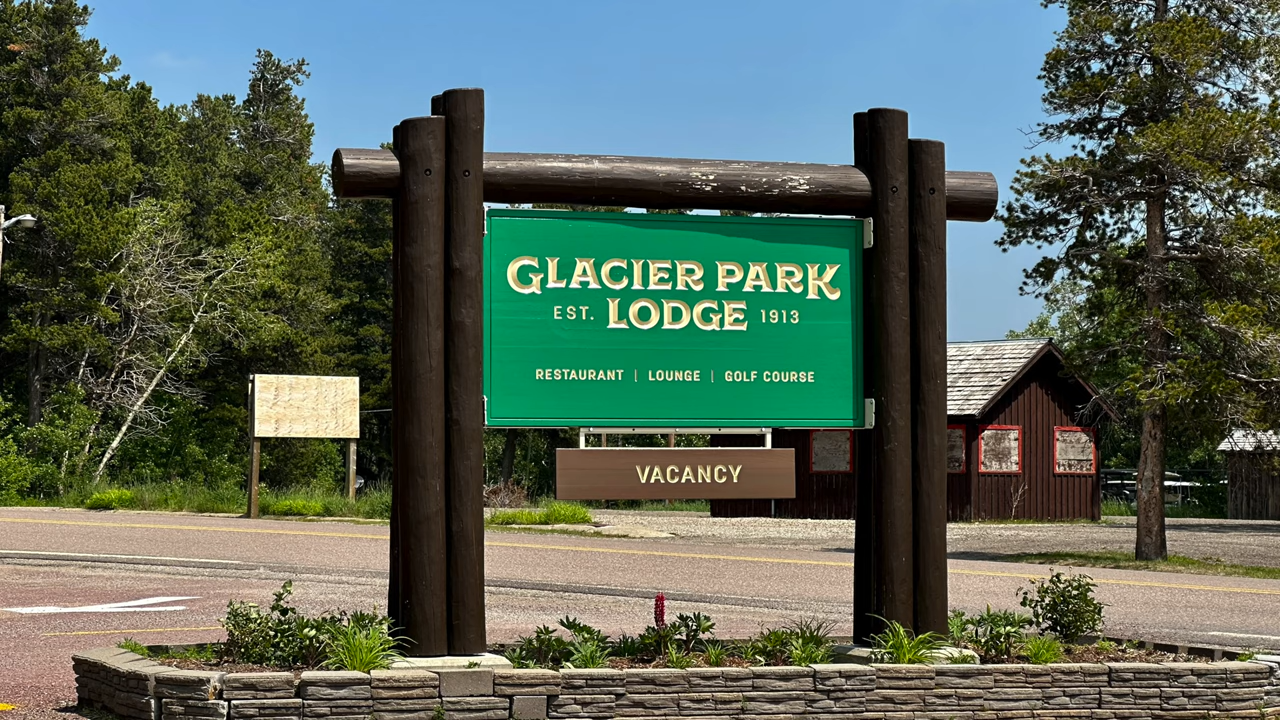 GLACIER PARK
EST. LODGE 1913
RESTAURANT | LOUNGE | GOLF COURSE
VACANCY